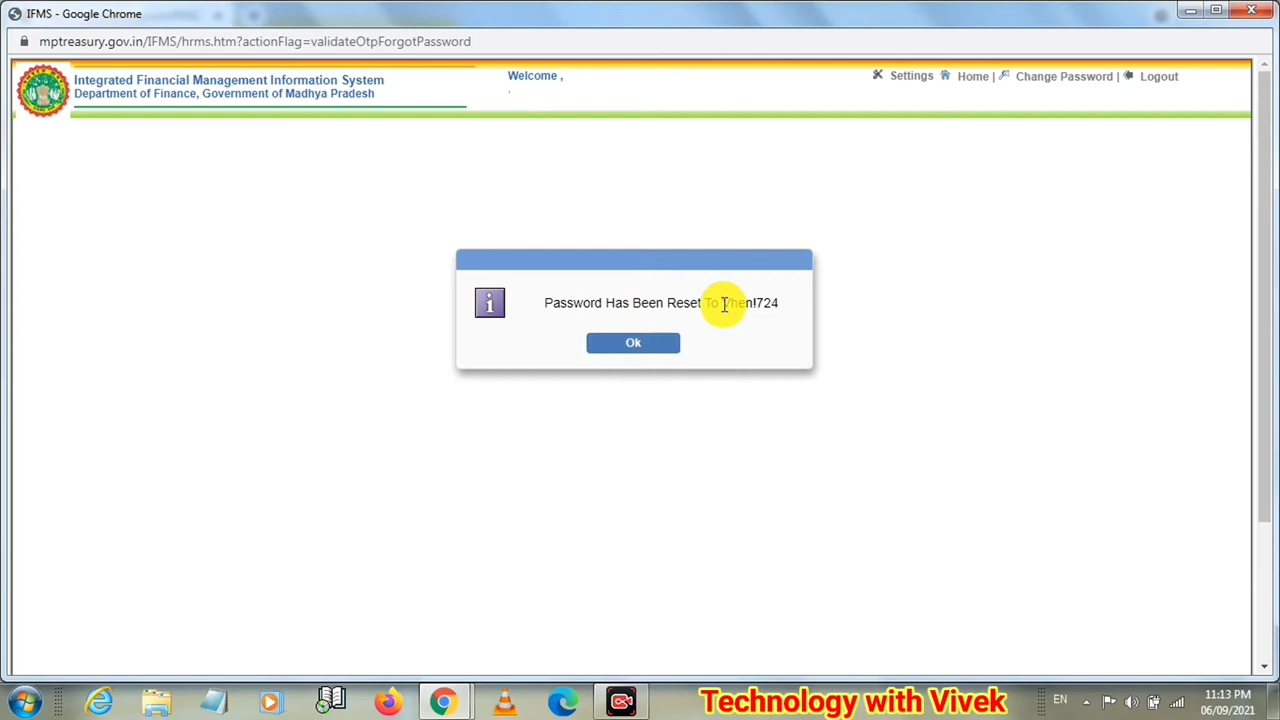 IFMS - Google Chrome
mptreasury.gov.in/IFMS/hrms.htm?actionFlag=validateOtpForgotPassword
Integrated Financial Management Information System
Department of Finance, Government of Madhya Pradesh
Welcome ,
.
Settings Home | Change Password | Logout
Password Has Been Reset To
Ok
EN
11:13 PM
06/09/2021
Technology with Vivek